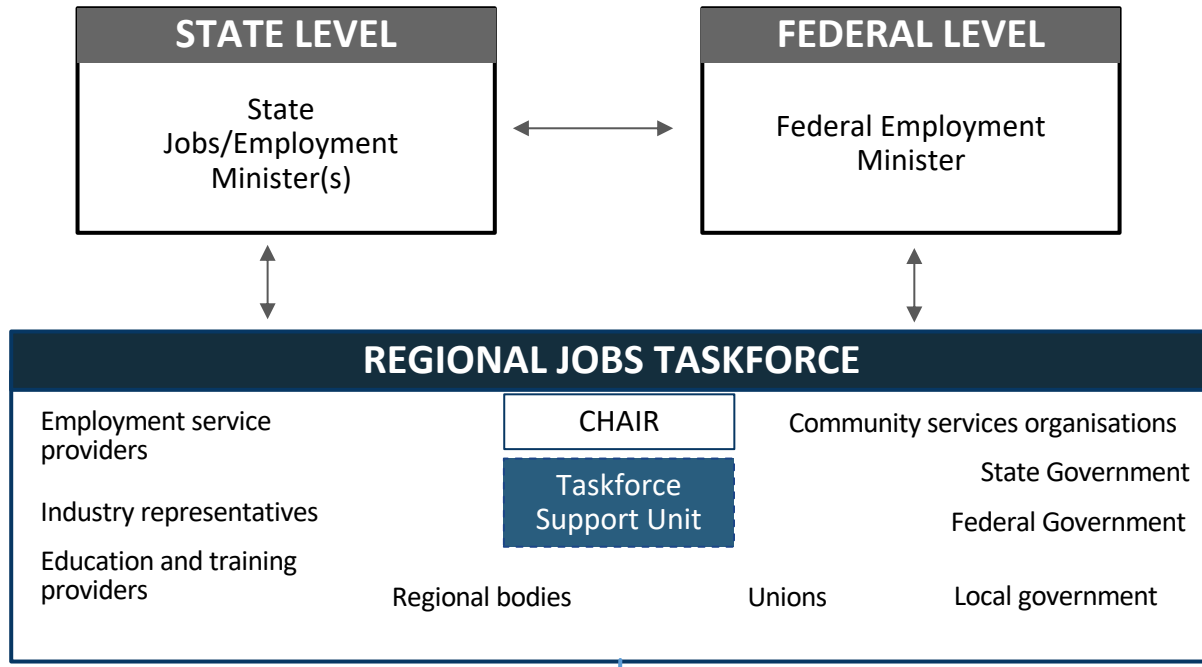 STATE LEVEL
State
Jobs/Employment
Minister(s)
FEDERAL LEVEL
Federal Employment
Minister
REGIONAL JOBS TASKFORCE
Employment service
providers
Industry representatives
Education and training
providers
CHAIR
Taskforce
Support Unit
Regional bodies
Unions
Community services organisations
State Government
Federal Government
Local government